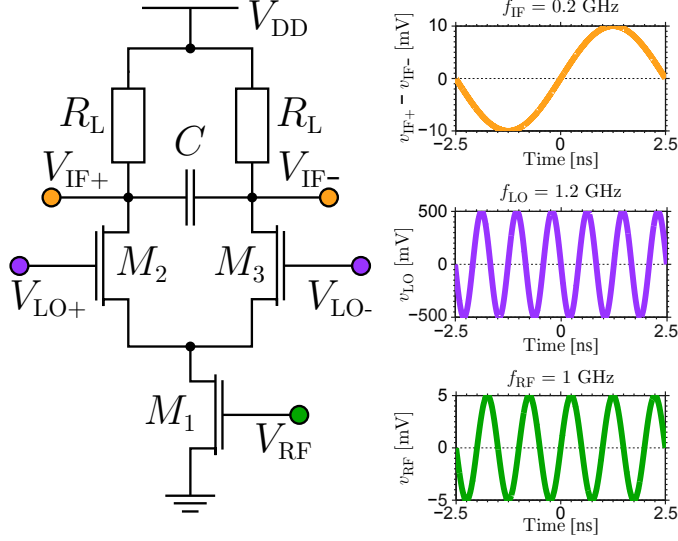 V_DD
R_L R_L
C
V_IF+ V_IF−
M_2 M_3
V_LO+ V_LO-
M_1
V_RF
f_IF = 0.2 GHz
v_IF+ − v_IF− [mV]
10
0
−10
−2.5 0 2.5
Time [ns]
f_LO = 1.2 GHz
v_LO [mV]
500
0
−500
−2.5 0 2.5
Time [ns]
f_RF = 1 GHz
v_RF [mV]
5
0
−5
−2.5 0 2.5
Time [ns]